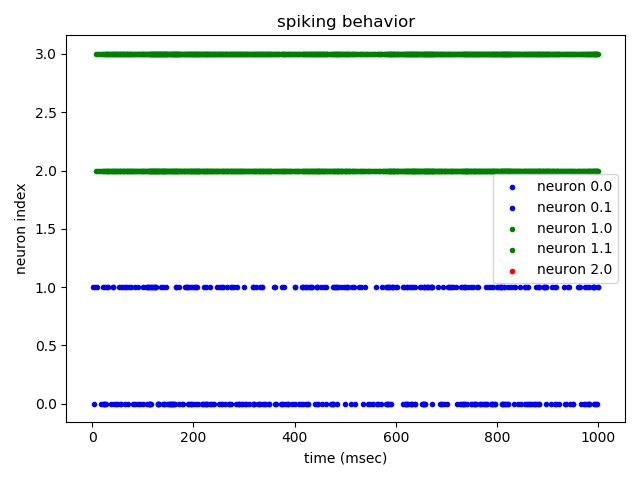 spiking behavior
3.0
2.5
2.0
1.5
1.0
0.5
0.0
neuron index
neuron 0.0
neuron 0.1
neuron 1.0
neuron 1.1
neuron 2.0
0 200 400 600 800 1000
time (msec)